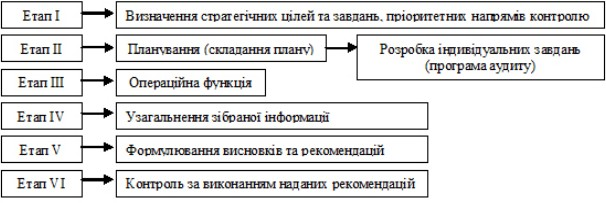 Етап I
Визначення стратегічних цілей та завдань, пріоритетних напрямів контролю
Етап II
Планування (складання плану)
Розробка індивідуальних завдань
(програма аудиту)
Етап III
Операційна функція
Етап IV
Узагальнення зібраної інформації
Етап V
Формулювання висновків та рекомендацій
Етап VI
Контроль за виконанням наданих рекомендацій